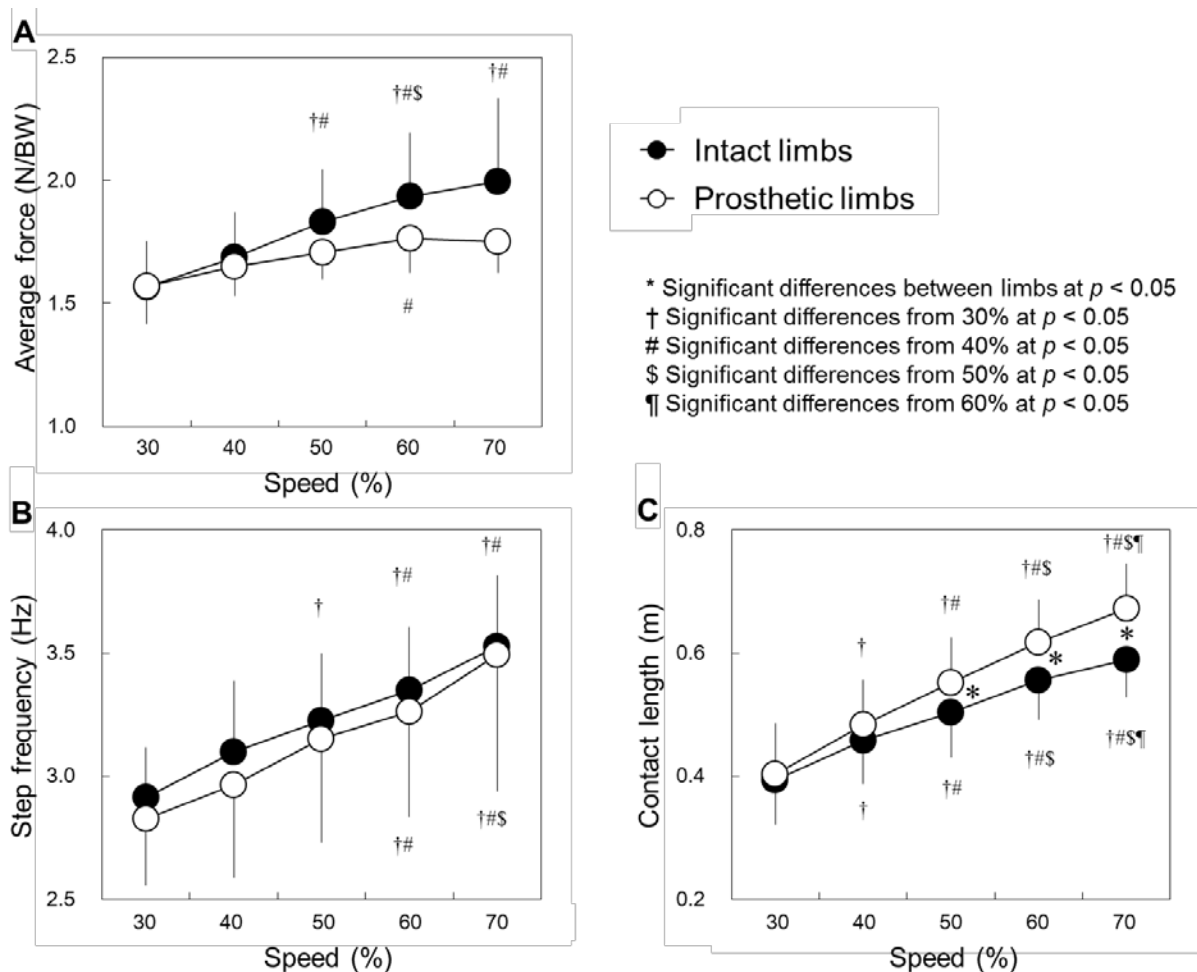 A
2.5
2.0
1.5
1.0
Average force (N/BW)
†#
†#$
†#
#
30 40 50 60 70
Speed (%)
Intact limbs
Prosthetic limbs
* Significant differences between limbs at p < 0.05
† Significant differences from 30% at p < 0.05
# Significant differences from 40% at p < 0.05
$ Significant differences from 50% at p < 0.05
¶ Significant differences from 60% at p < 0.05
B
4.0
3.5
3.0
2.5
Step frequency (Hz)
†
†#
†#
†#
†#$
30 40 50 60 70
Speed (%)
C
0.8
0.6
0.4
0.2
Contact length (m)
†
†#
†#$
†#$¶
*
*
*
†
†#
†#$
†#$¶
30 40 50 60 70
Speed (%)